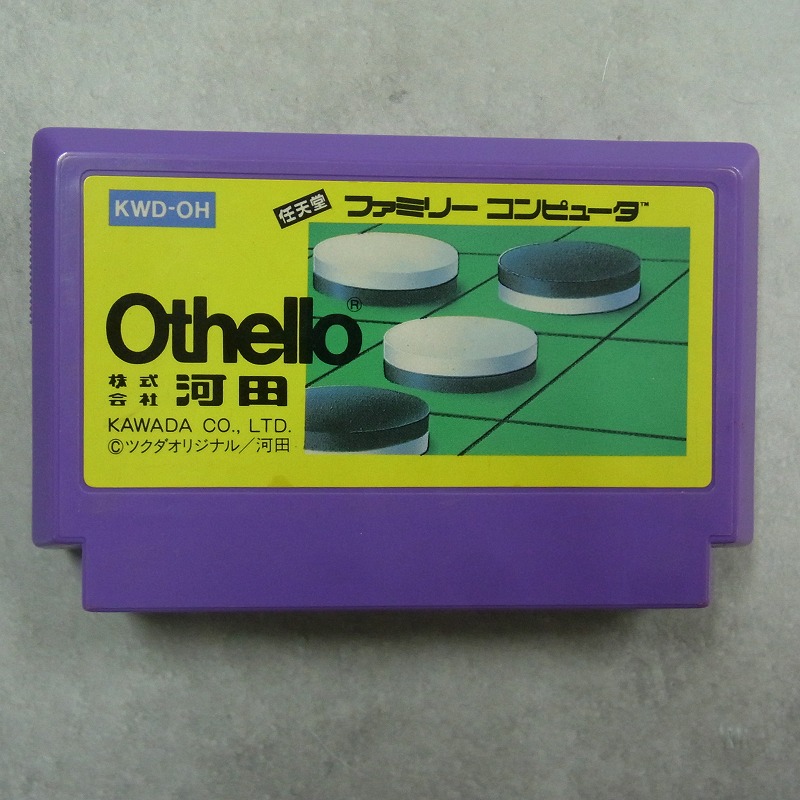 KWD-OH
任天堂 ファミリー コンピュータ™
Othello®
株式会社 河田
KAWADA CO., LTD.
©ツクダオリジナル/河田